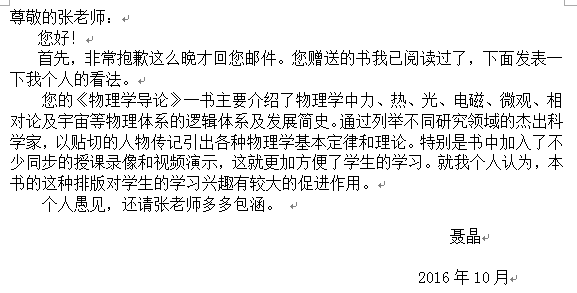 尊敬的张老师：
您好！
首先，非常抱歉这么晚才回您邮件。您赠送的书我已阅读过了，下面发表一
下我个人的看法。
您的《物理学导论》一书主要介绍了物理学中力、热、光、电磁、微观、相
对论及宇宙等物理体系的逻辑体系及发展简史。通过列举不同研究领域的杰出科
学家，以贴切的人物传记引出各种物理学基本定律和理论。特别是书中加入了不
少同步的授课录像和视频演示，这就更加方便了学生的学习。就我个人认为，本
书的这种排版对学生的学习兴趣有较大的促进作用。
个人愚见，还请张老师多多包涵。
聂晶
2016 年 10 月